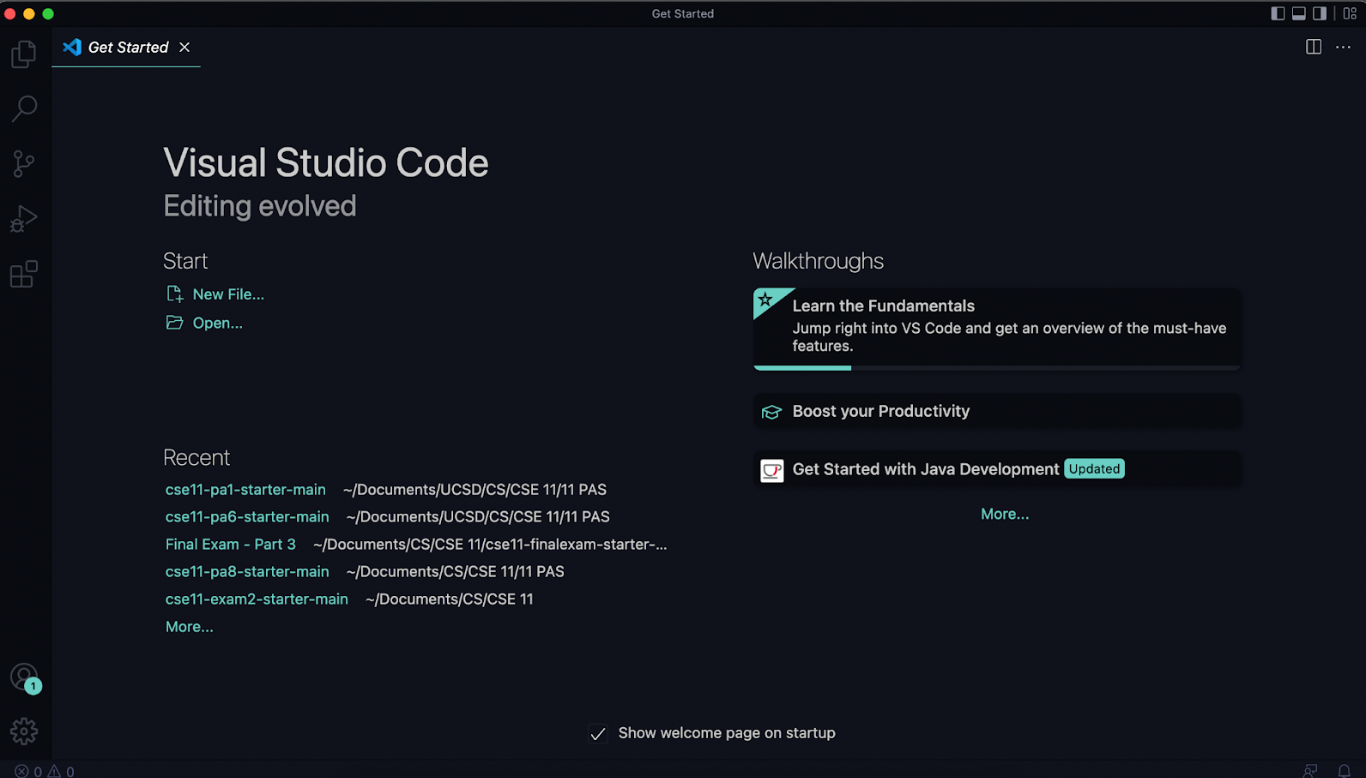 Get Started
Get Started
Visual Studio Code
Editing evolved
Start
New File...
Open...
Recent
cse11-pa1-starter-main ~/Documents/UCSD/CS/CSE 11/11 PAS
cse11-pa6-starter-main ~/Documents/UCSD/CS/CSE 11/11 PAS
Final Exam - Part 3 ~/Documents/CS/CSE 11/cse11-finalexam-starter-...
cse11-pa8-starter-main ~/Documents/CS/CSE 11/11 PAS
cse11-exam2-starter-main ~/Documents/CS/CSE 11
More...
Walkthroughs
Learn the Fundamentals
Jump right into VS Code and get an overview of the must-have
features.
Boost your Productivity
Get Started with Java Development Updated
More...
1
Show welcome page on startup
0 0